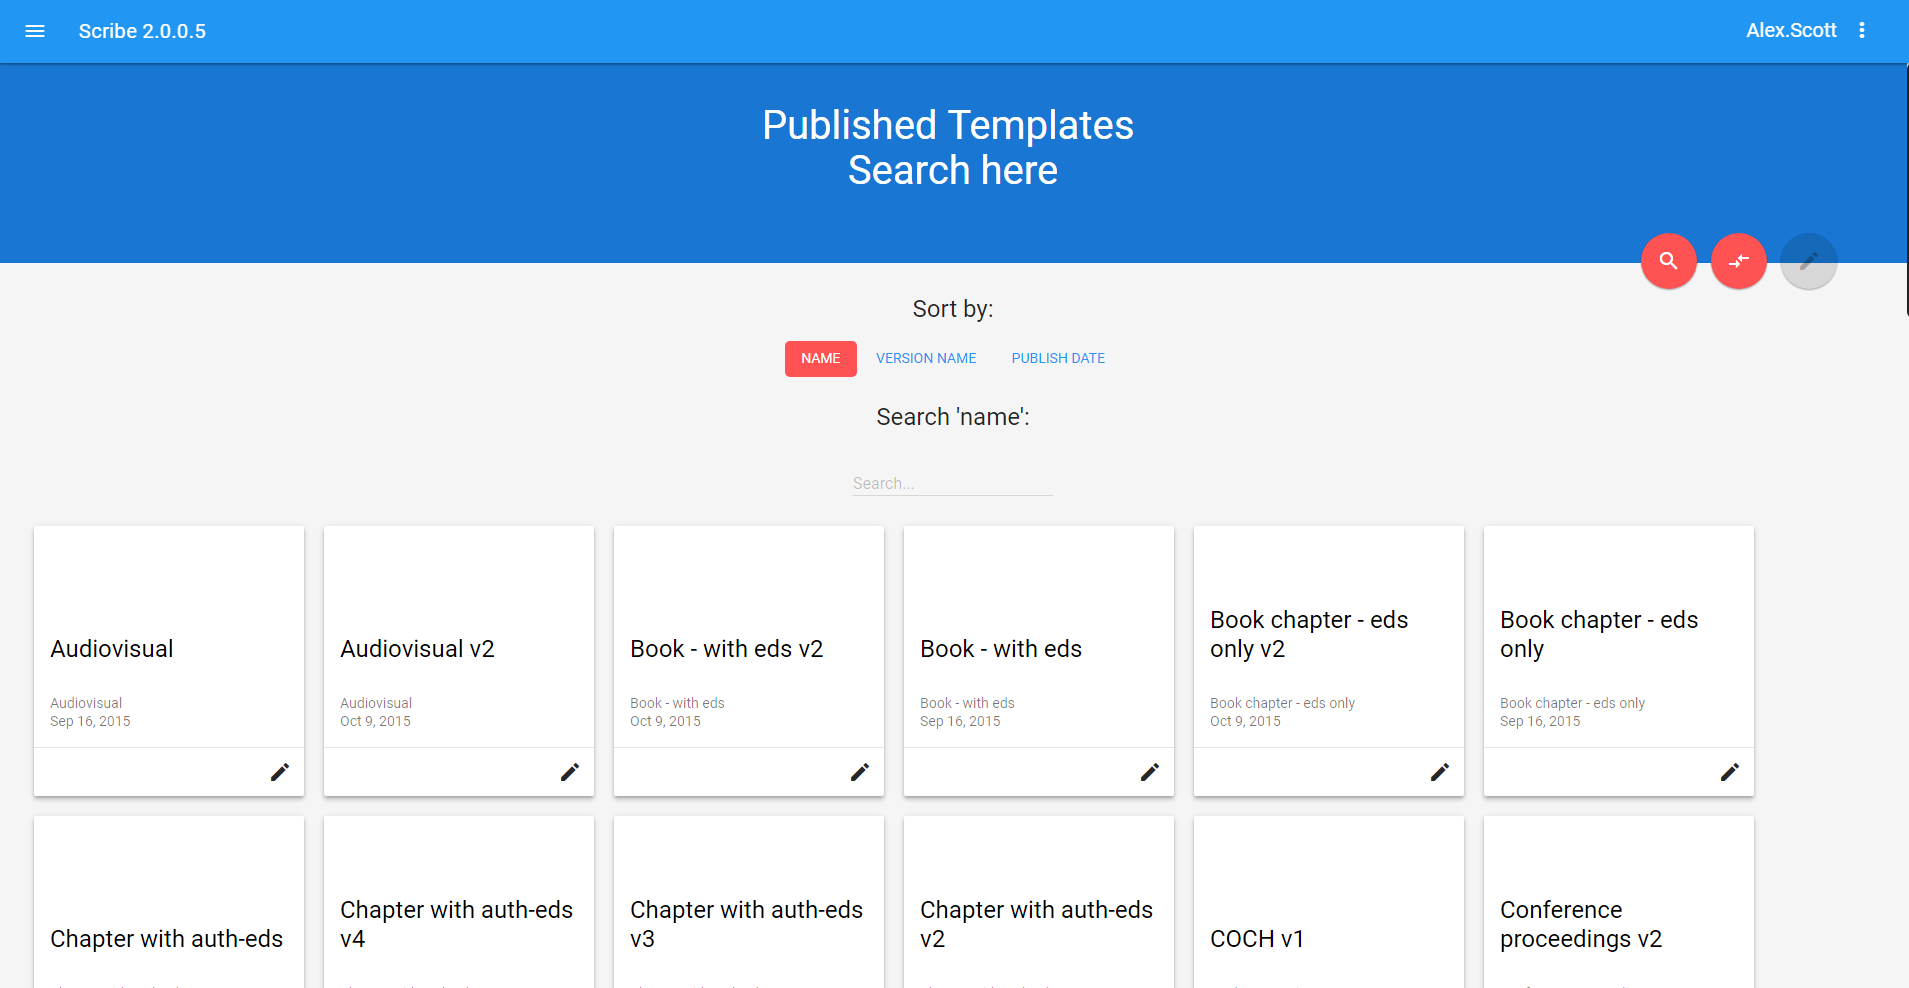 Scribe 2.0.0.5
Alex.Scott
Published Templates
Search here
Sort by:
NAME
VERSION NAME
PUBLISH DATE
Search 'name':
Search...
Audiovisual
Audiovisual
Sep 16, 2015
Audiovisual v2
Audiovisual
Oct 9, 2015
Book - with eds v2
Book - with eds
Oct 9, 2015
Book - with eds
Book - with eds
Sep 16, 2015
Book chapter - eds
only v2
Book chapter - eds only
Oct 9, 2015
Book chapter - eds
only
Book chapter - eds only
Sep 16, 2015
Chapter with auth-eds
Chapter with auth-eds
v4
Chapter with auth-eds
v3
Chapter with auth-eds
v2
COCH v1
Conference
proceedings v2